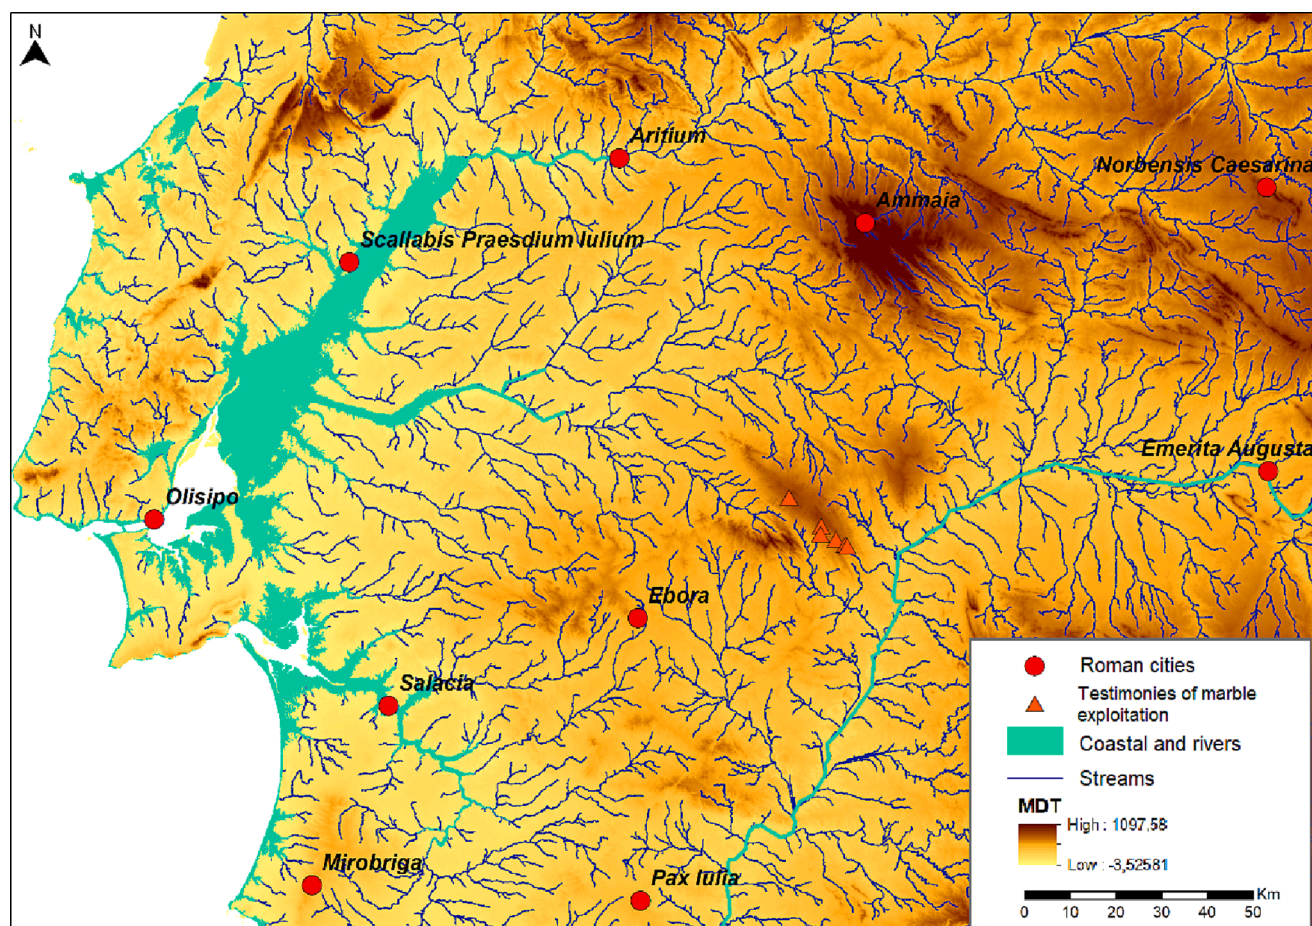 N
Aritium
Norbensis Caesarina
Ammaia
Scallabis Praesdium Iulium
Emerita Augusta
Olisipo
Ebora
Salacia
Mirobriga
Pax Iulia
Roman cities
Testimonies of marble
exploitation
Coastal and rivers
Streams
MDT
High : 1097,58
Low : -3,52581
Km
0 10 20 30 40 50